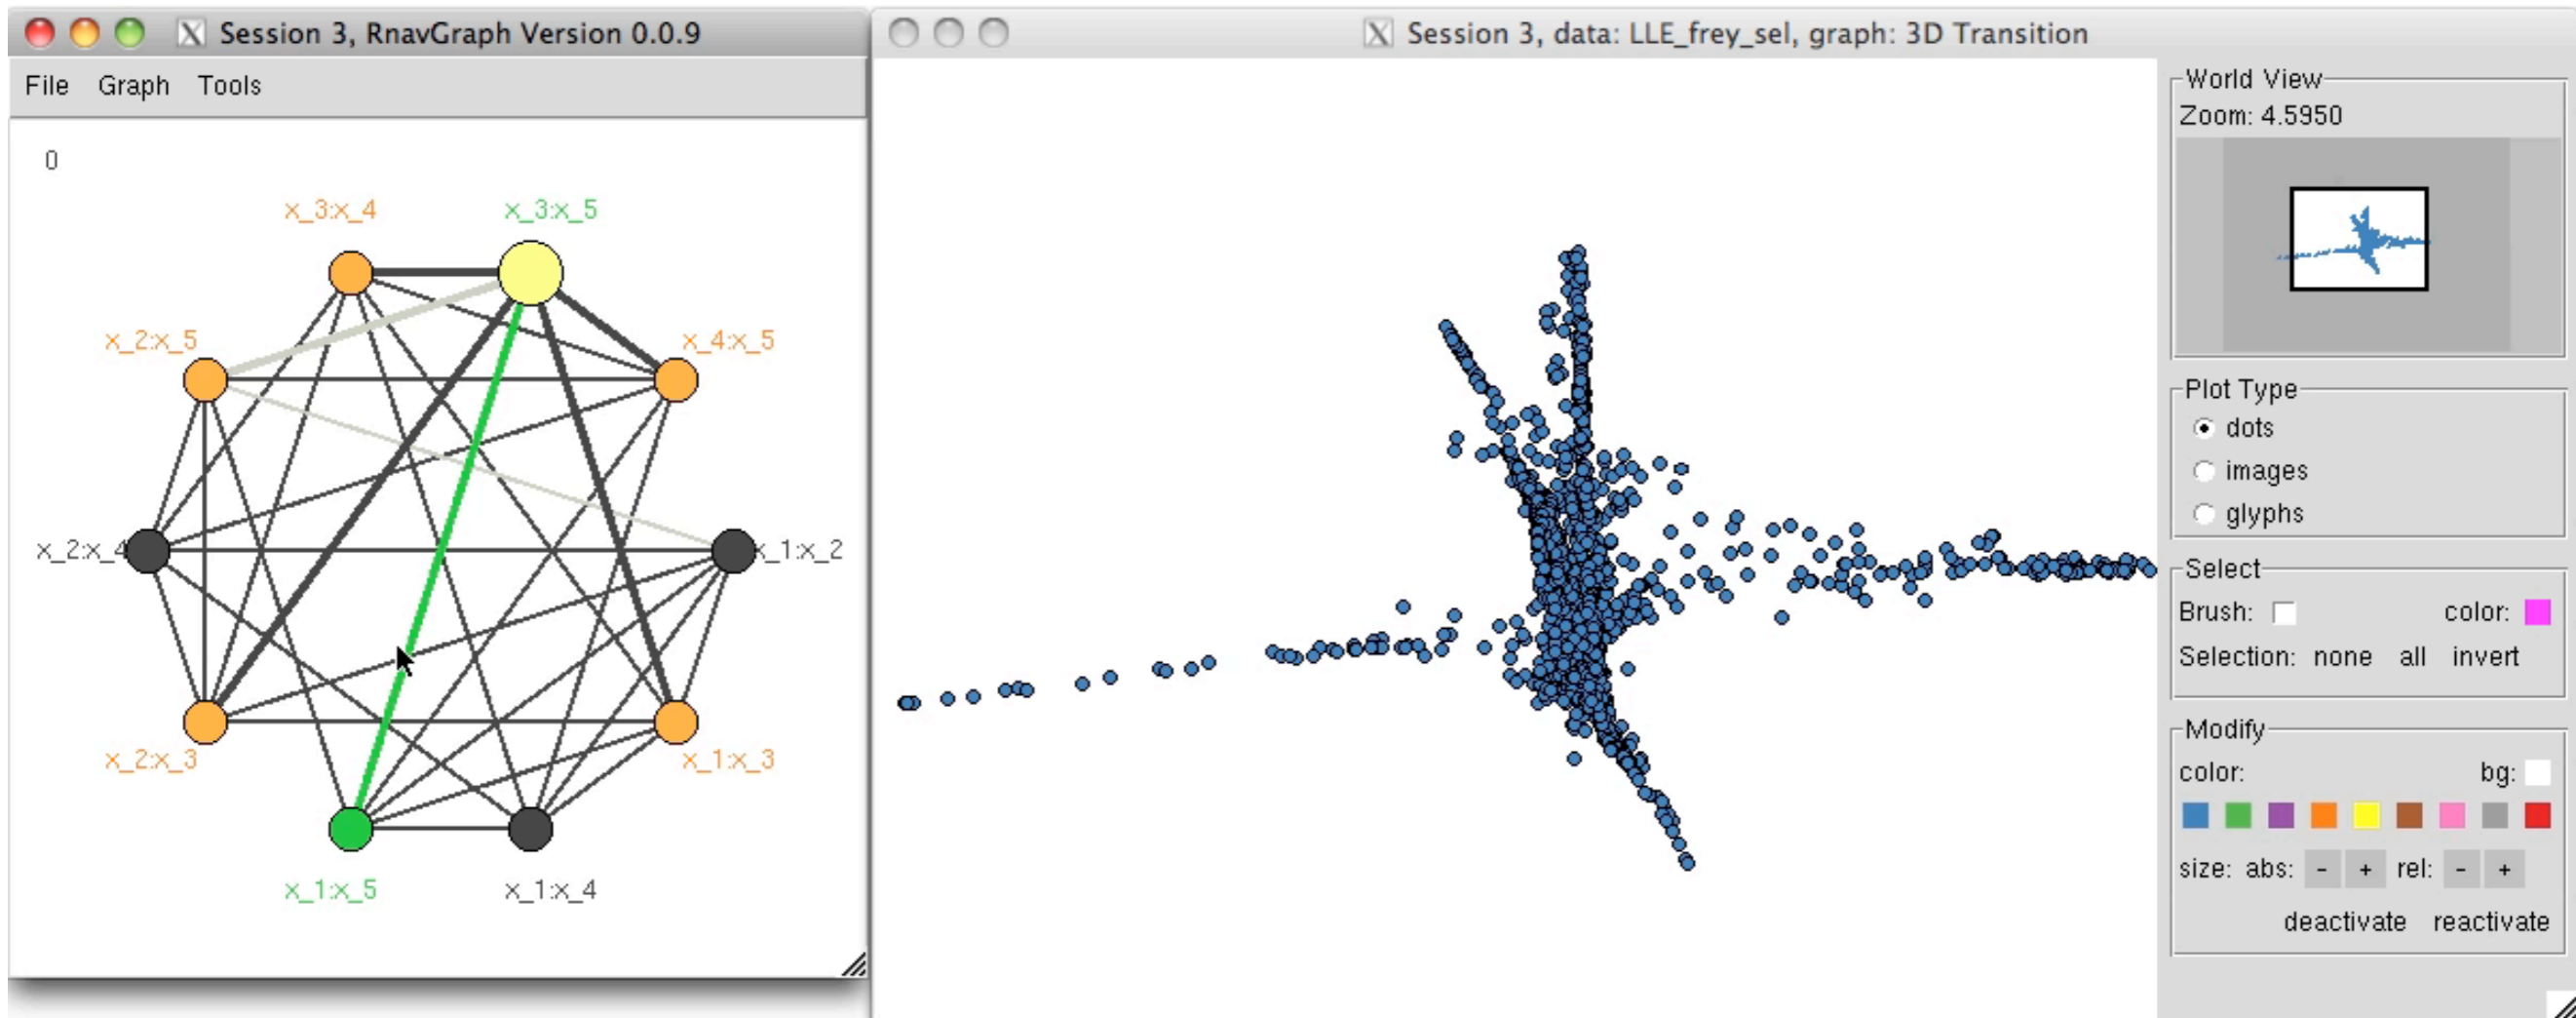 Session 3, RnavGraph Version 0.0.9
File Graph Tools
0
x_3:x_4 x_3:x_5
x_2:x_5 x_4:x_5
x_2:x_4 x_1:x_2
x_2:x_3 x_1:x_3
x_1:x_5 x_1:x_4
Session 3, data: LLE_frey_sel, graph: 3D Transition
World View
Zoom: 4.5950
Plot Type
dots
images
glyphs
Select
Brush: color:
Selection: none all invert
Modify
color: bg:
size: abs: - + rel: - +
deactivate reactivate